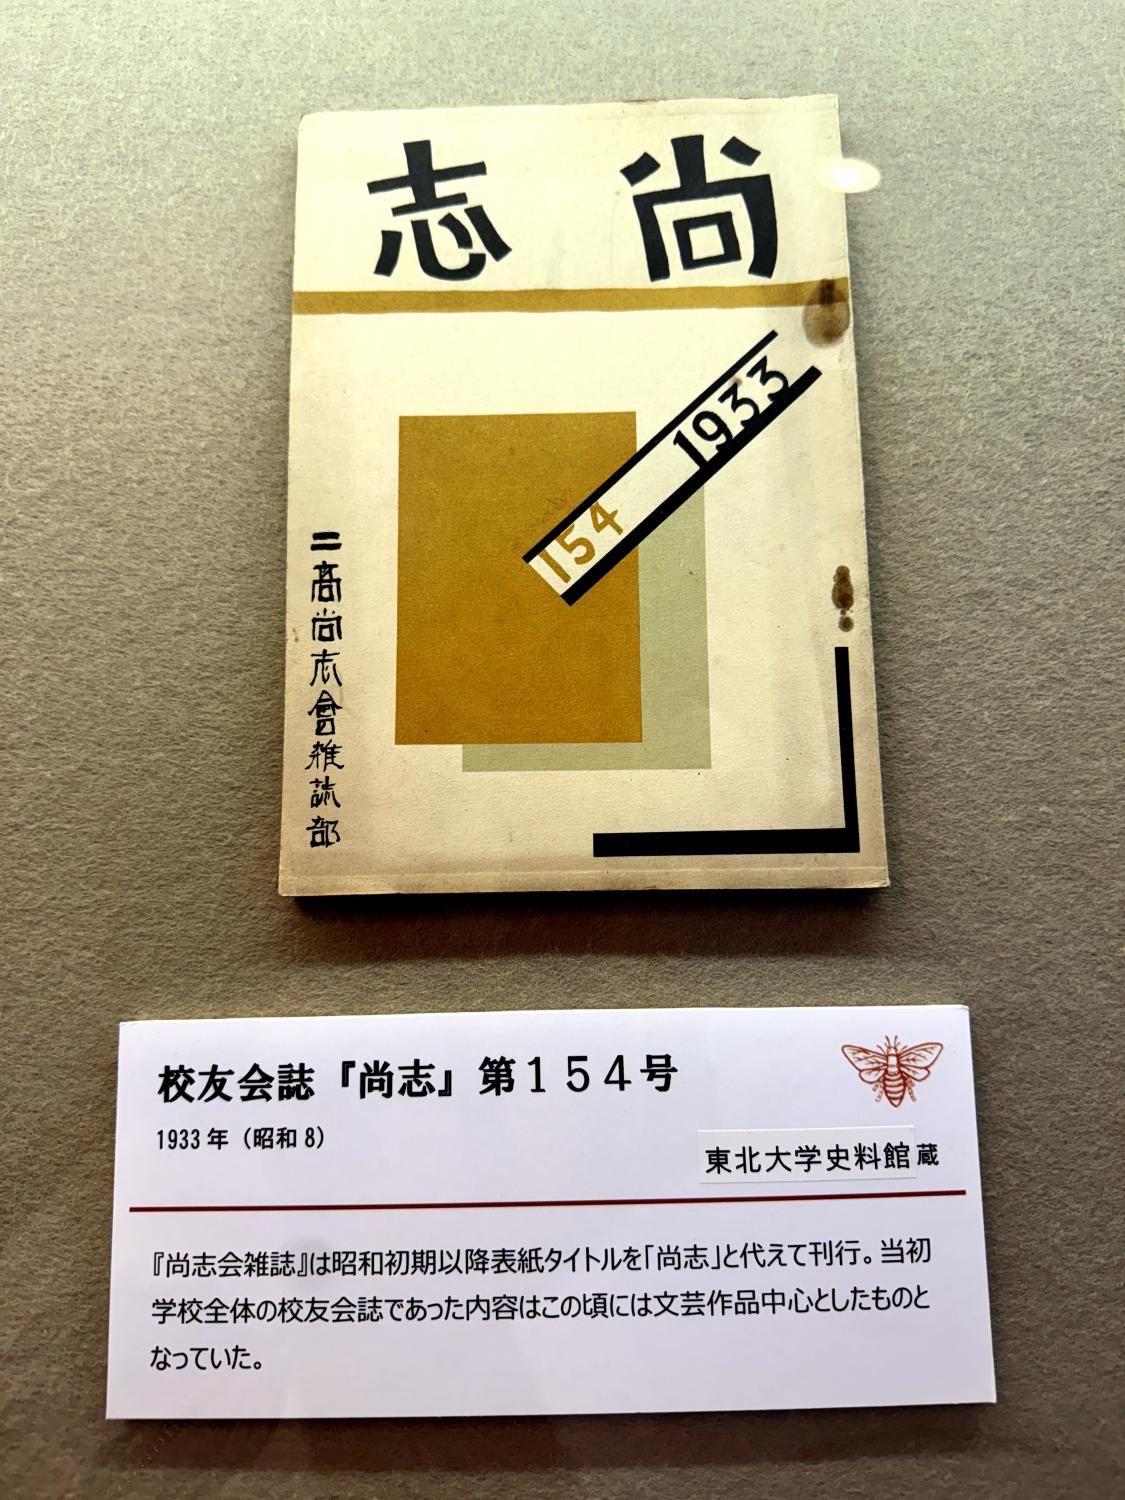 尚志
1933
154
二高尚志會雑誌部
校友会誌『尚志』第１５４号
1933年（昭和8）
東北大学史料館蔵
『尚志会雑誌』は昭和初期以降表紙タイトルを「尚志」と代えて刊行。当初
学校全体の校友会誌であった内容はこの頃には文芸作品中心としたものと
なっていた。